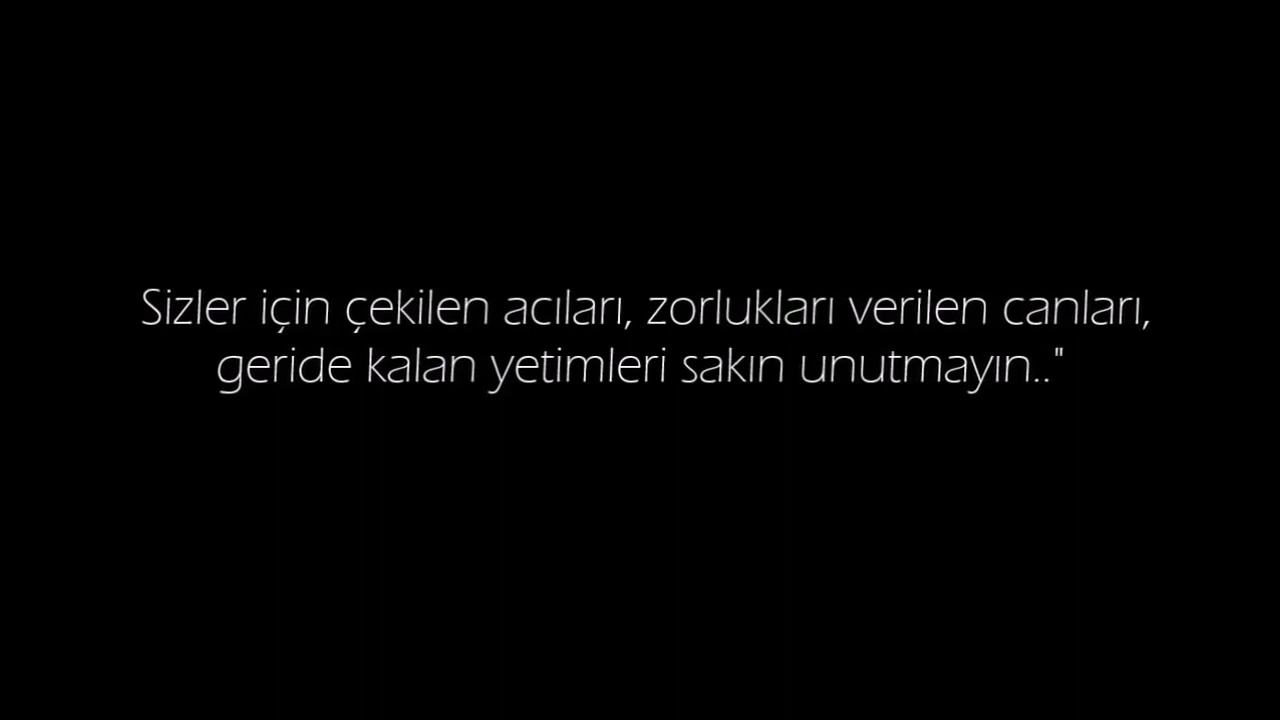 Sizler için çekilen acıları, zorlukları verilen canları,
geride kalan yetimleri sakın unutmayın.."